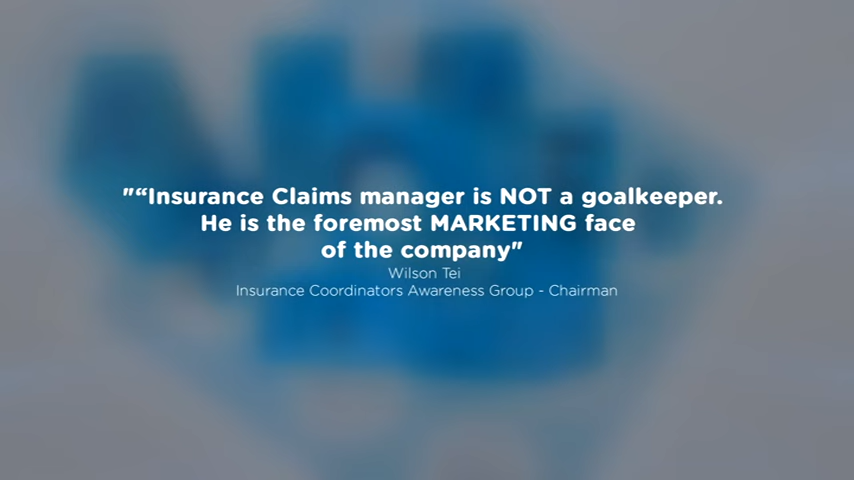 "“Insurance Claims manager is NOT a goalkeeper.
He is the foremost MARKETING face
of the company"
Wilson Tei
Insurance Coordinators Awareness Group - Chairman